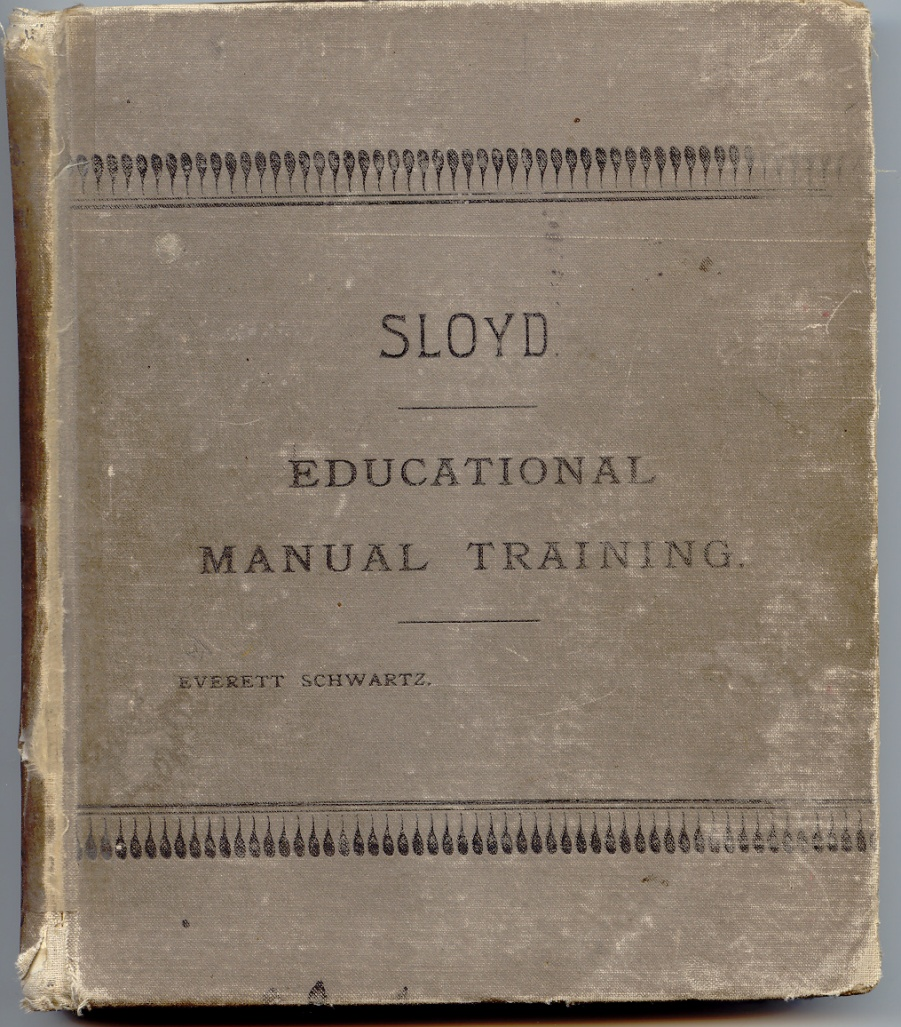 SLOYD.
EDUCATIONAL
MANUAL TRAINING.
EVERETT SCHWARTZ.